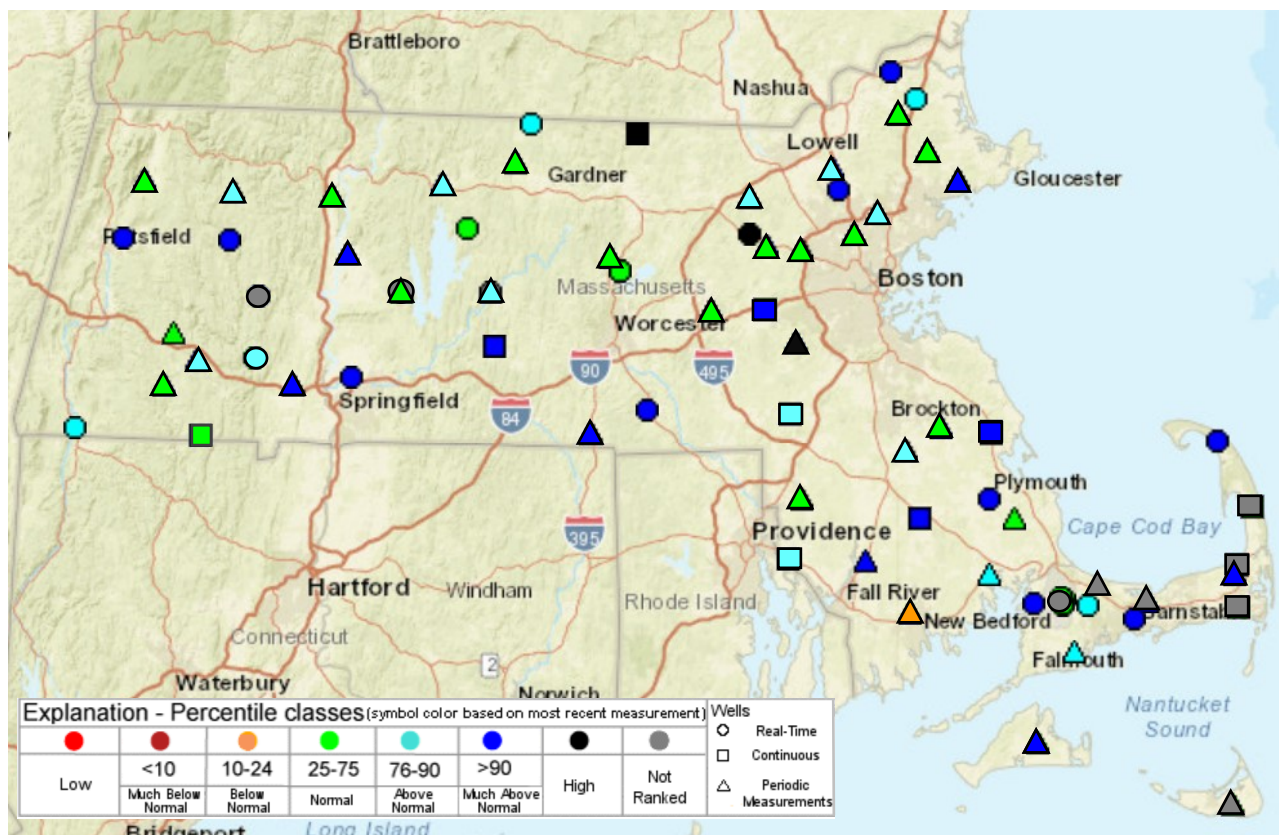 Brattleboro
Nashua
Lowell
Gardner
Gloucester
Pittsfield
Boston
Massachusetts
Worcester
90
495
Springfield
84
Brockton
Plymouth
Cape Cod Bay
Providence
395
Hartford
Windham
Rhode Island
Fall River
New Bedford
Barnstab
Connecticut
2
Falmouth
Waterbury
Norwich
Nantucket
Sound
Explanation - Percentile classes (symbol color based on most recent measurement)
Low
<10
10-24
25-75
76-90
>90
High
Not
Ranked
Much Below
Normal
Below
Normal
Normal
Above
Normal
Much Above
Normal
Wells
Real-Time
Continuous
Periodic
Measurements
Bridgeport
Long Island